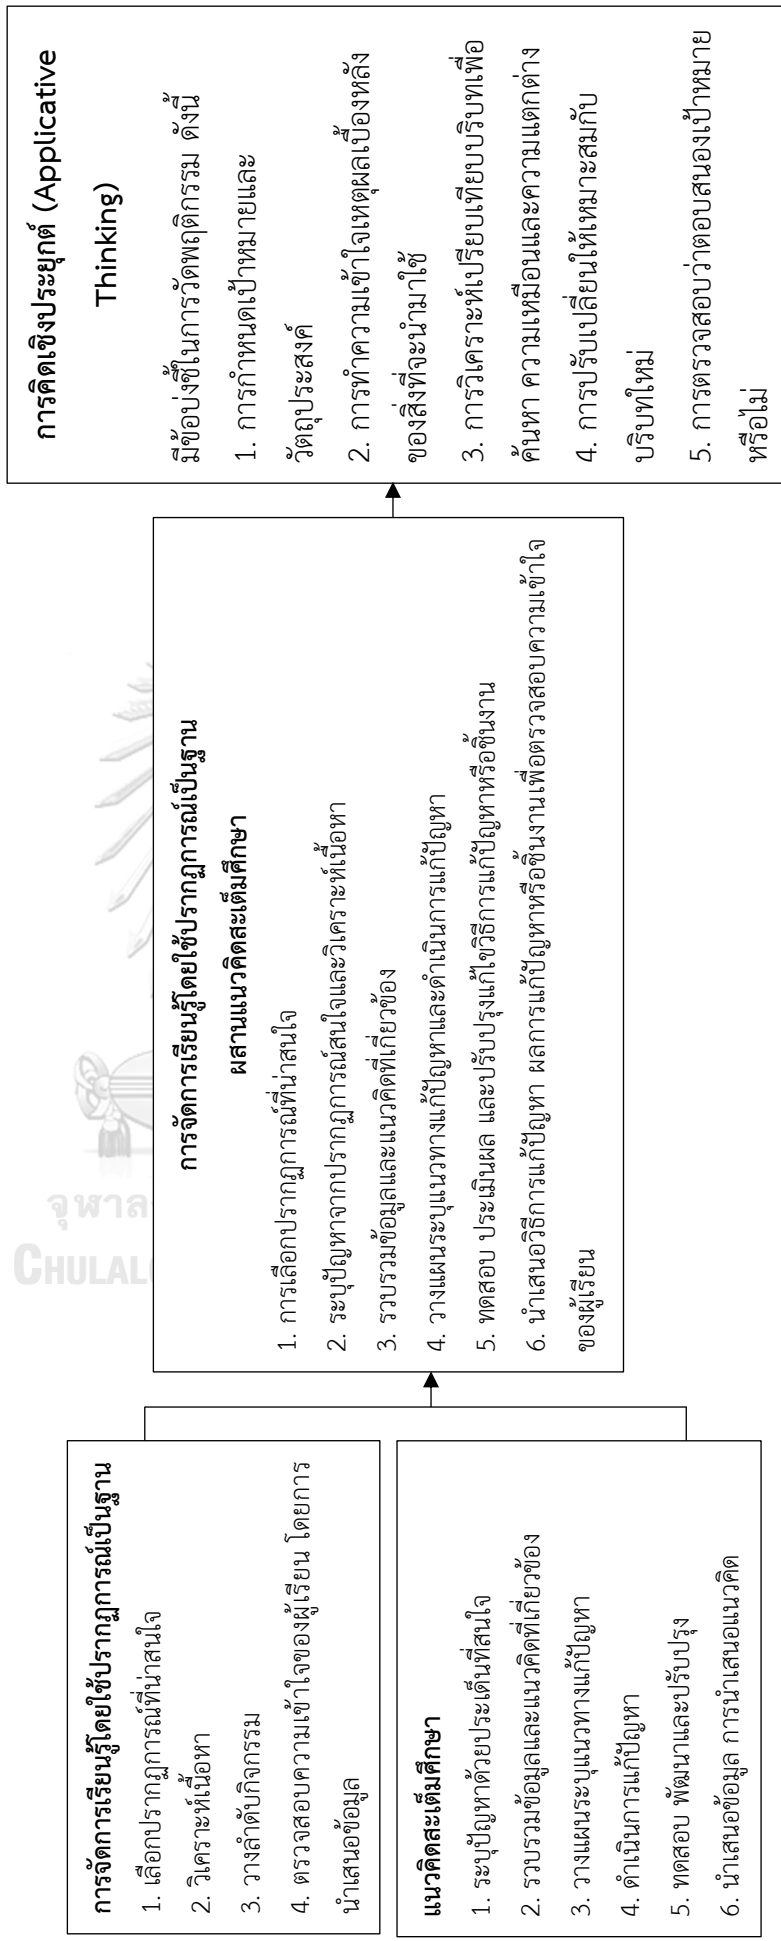 การจัดการเรียนรู้โดยใช้ปรากฏการณ์เป็นฐาน
1. เลือกปรากฏการณ์ที่น่าสนใจ
2. วิเคราะห์เนื้อหา
3. วางลำดับกิจกรรม
4. ตรวจสอบความเข้าใจของผู้เรียน โดยการ
นำเสนอข้อมูล
แนวคิดสะเต็มศึกษา
1. ระบุปัญหาด้วยประเด็นที่สนใจ
2. รวบรวมข้อมูลและแนวคิดที่เกี่ยวข้อง
3. วางแผนระบุแนวทางแก้ปัญหา
4. ดำเนินการแก้ปัญหา
5. ทดสอบ พัฒนาและปรับปรุง
6. นำเสนอข้อมูล การนำเสนอแนวคิด
การจัดการเรียนรู้โดยใช้ปรากฏการณ์เป็นฐาน
ผสานแนวคิดสะเต็มศึกษา
1. การเลือกปรากฏการณ์ที่น่าสนใจ
2. ระบุปัญหาจากปรากฏการณ์สนใจและวิเคราะห์เนื้อหา
3. รวบรวมข้อมูลและแนวคิดที่เกี่ยวข้อง
4. วางแผนระบุแนวทางแก้ปัญหาและดำเนินการแก้ปัญหา
5. ทดสอบ ประเมินผล และปรับปรุงแก้ไขวิธีการแก้ปัญหาหรือชิ้นงาน
6. นำเสนอวิธีการแก้ปัญหา ผลการแก้ปัญหาหรือชิ้นงานเพื่อตรวจสอบความเข้าใจ
ของผู้เรียน
การคิดเชิงประยุกต์ (Applicative
Thinking)
มีข้อบ่งชี้ในการวัดพฤติกรรม ดังนี้
1. การกำหนดเป้าหมายและ
วัตถุประสงค์
2. การทำความเข้าใจเหตุผลเบื้องหลัง
ของสิ่งที่จะนำมาใช้
3. การวิเคราะห์เปรียบเทียบบริบทเพื่อ
ค้นหา ความเหมือนและความแตกต่าง
4. การปรับเปลี่ยนให้เหมาะสมกับ
บริบทใหม่
5. การตรวจสอบว่าตอบสนองเป้าหมาย
หรือไม่
จุฬาล
CHULAL